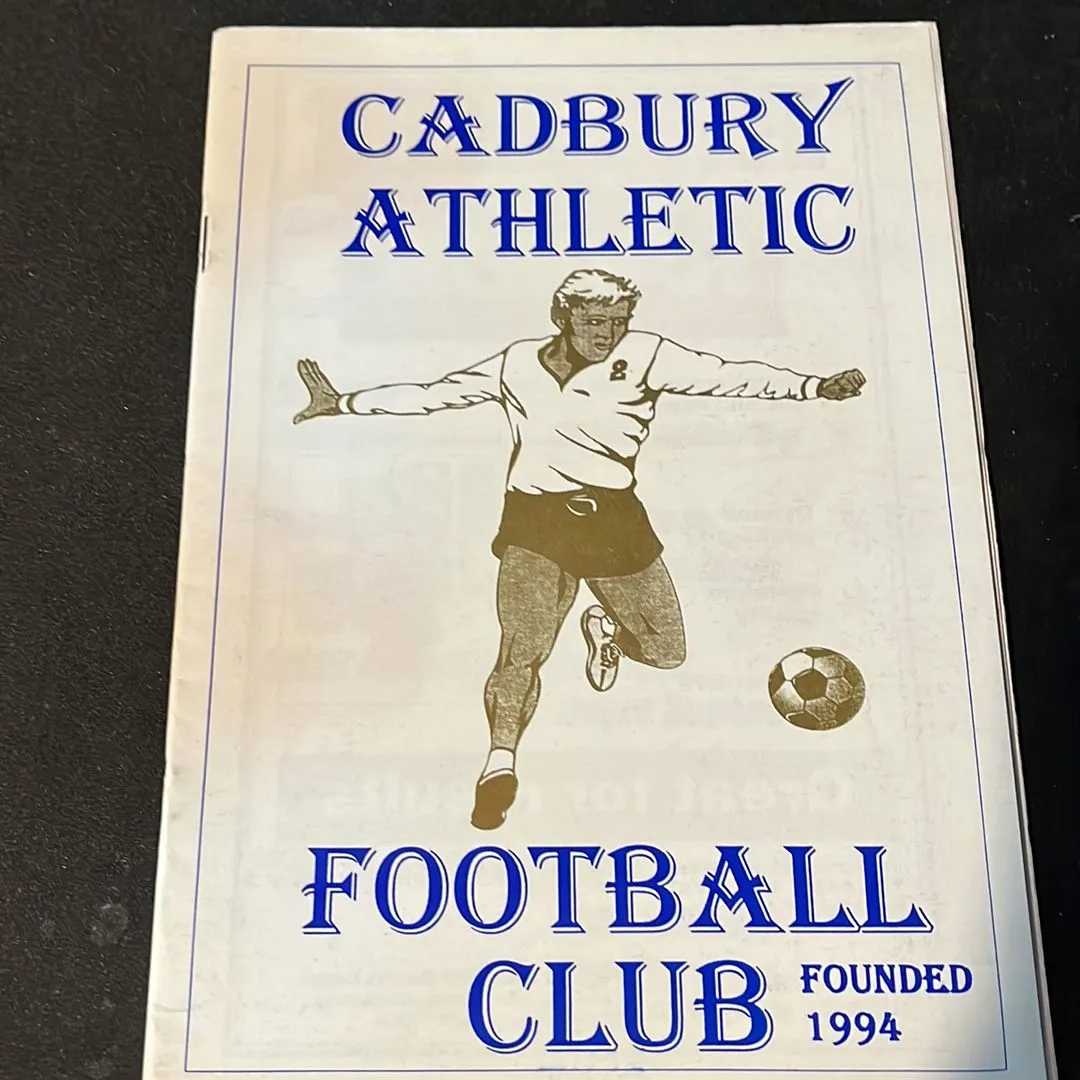 CADBURY
ATHLETIC
FOOTBALL
CLUB FOUNDED
1994